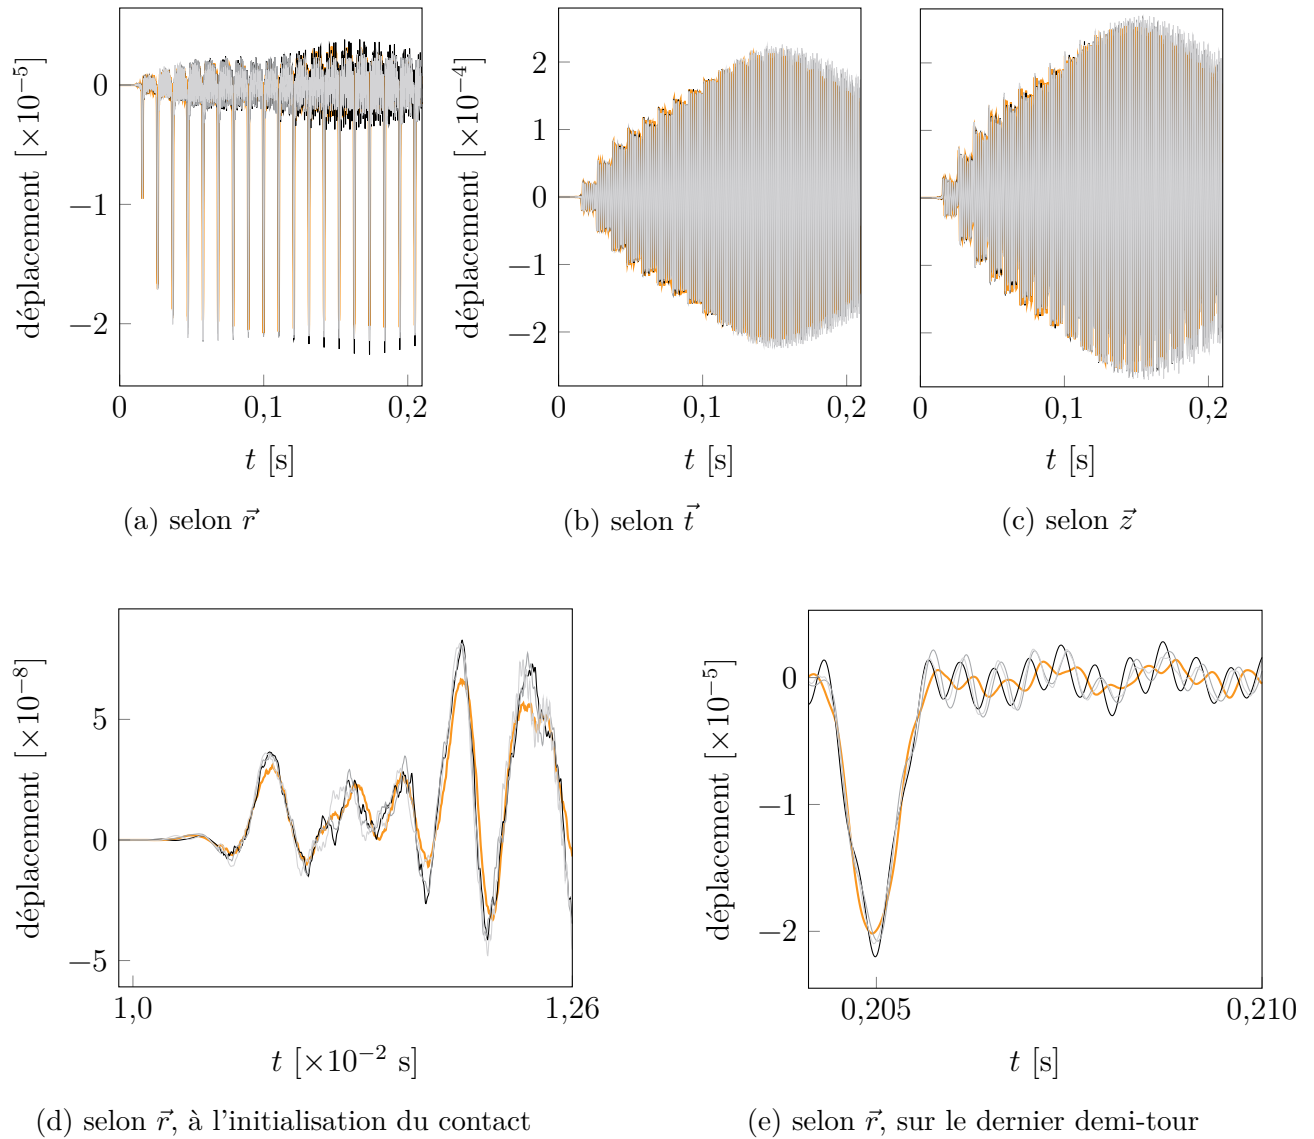 déplacement [×10⁻⁵]
0
−1
−2
0
0,1
0,2
t [s]
(a) selon r⃗
déplacement [×10⁻⁴]
2
1
0
−1
−2
0
0,1
0,2
t [s]
(b) selon t⃗
0
0,1
0,2
t [s]
(c) selon z⃗
déplacement [×10⁻⁸]
5
0
−5
1,0
1,26
t [×10⁻² s]
(d) selon r⃗, à l'initialisation du contact
déplacement [×10⁻⁵]
0
−1
−2
0,205
0,210
t [s]
(e) selon r⃗, sur le dernier demi-tour